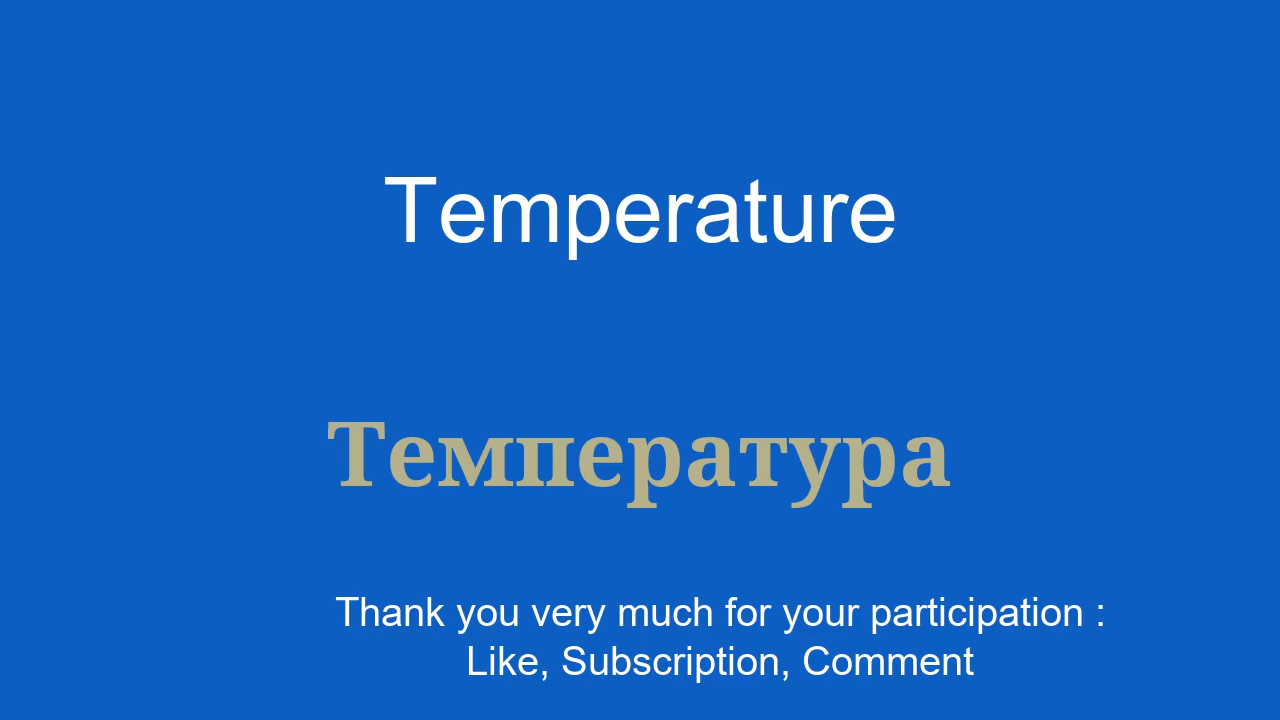 Temperature
Температура
Thank you very much for your participation :
Like, Subscription, Comment